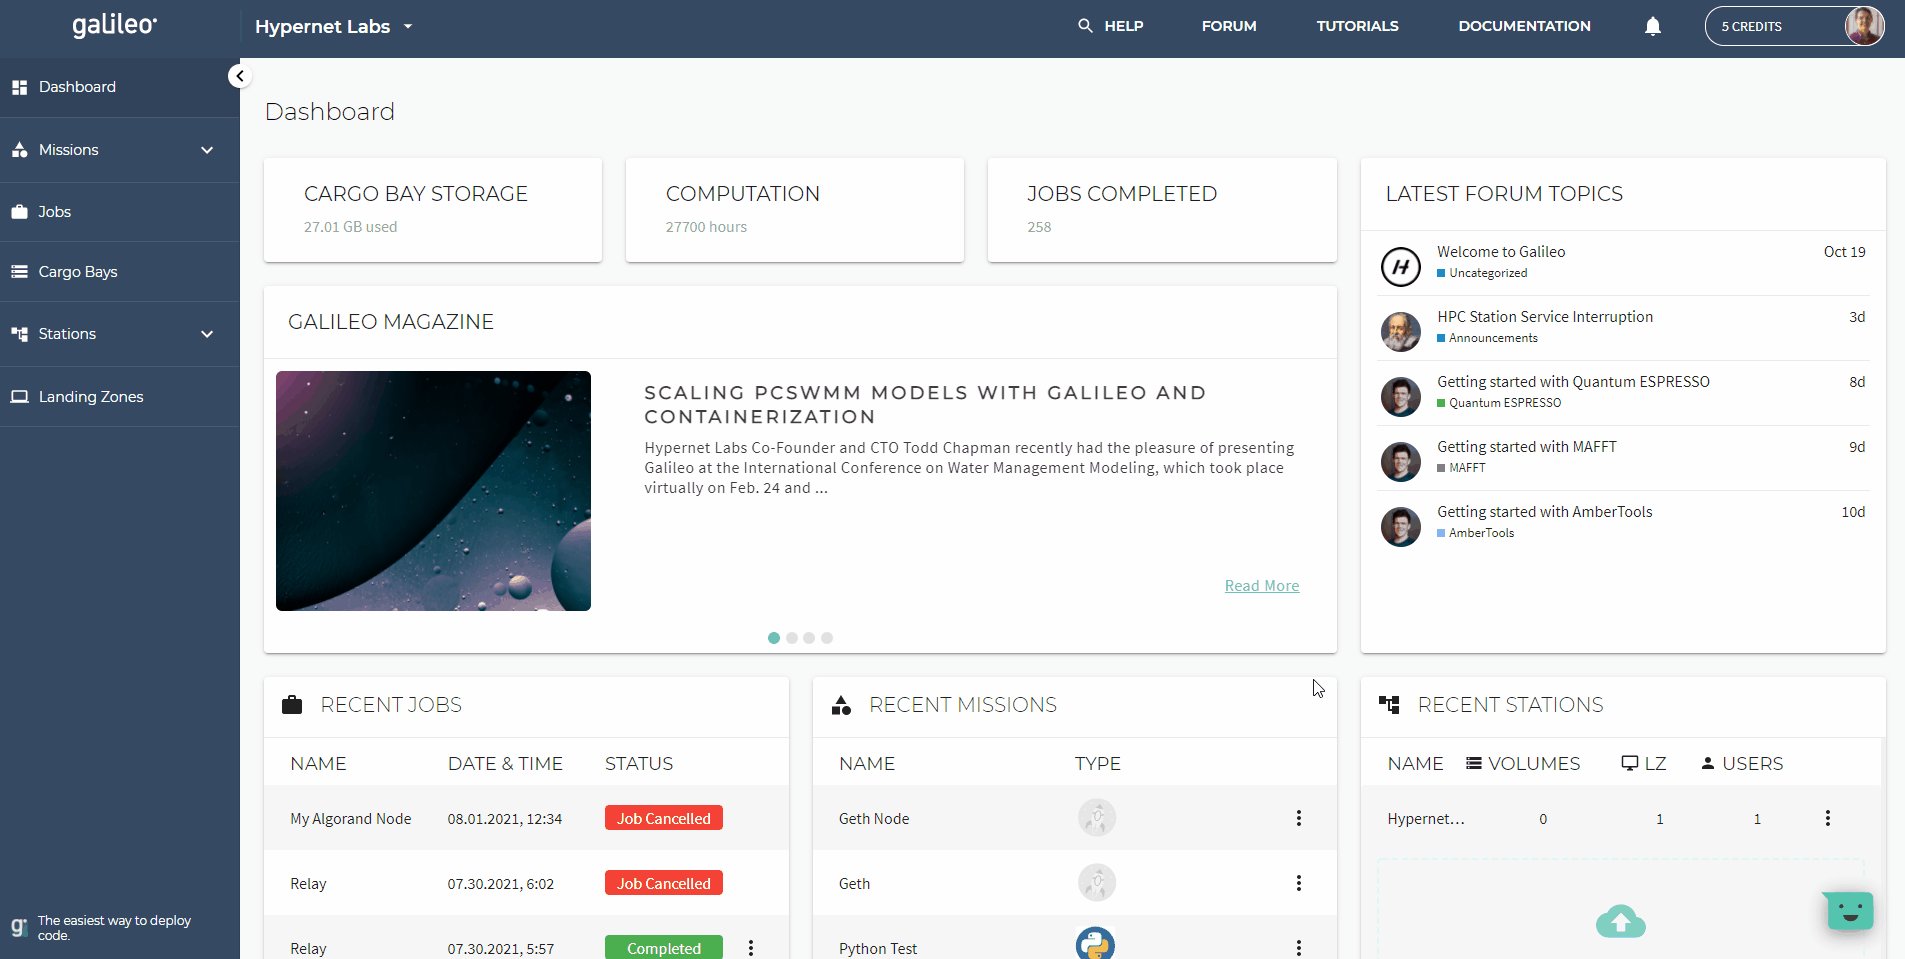 galileo
Hypernet Labs
HELP
FORUM
TUTORIALS
DOCUMENTATION
5 CREDITS
Dashboard
Missions
Jobs
Cargo Bays
Stations
Landing Zones
g
The easiest way to deploy
code.
Dashboard
CARGO BAY STORAGE
27.01 GB used
COMPUTATION
27700 hours
JOBS COMPLETED
258
GALILEO MAGAZINE
SCALING PCSWMM MODELS WITH GALILEO AND
CONTAINERIZATION
Hypernet Labs Co-Founder and CTO Todd Chapman recently had the pleasure of presenting
Galileo at the International Conference on Water Management Modeling, which took place
virtually on Feb. 24 and ...
Read More
LATEST FORUM TOPICS
H
Welcome to Galileo Oct 19
Uncategorized
HPC Station Service Interruption 3d
Announcements
Getting started with Quantum ESPRESSO 8d
Quantum ESPRESSO
Getting started with MAFFT 9d
MAFFT
Getting started with AmberTools 10d
AmberTools
RECENT JOBS
NAME DATE & TIME STATUS
My Algorand Node 08.01.2021, 12:34 Job Cancelled
Relay 07.30.2021, 6:02 Job Cancelled
Relay 07.30.2021, 5:57 Completed
RECENT MISSIONS
NAME TYPE
Geth Node
Geth
Python Test
RECENT STATIONS
NAME VOLUMES LZ USERS
Hypernet... 0 1 1